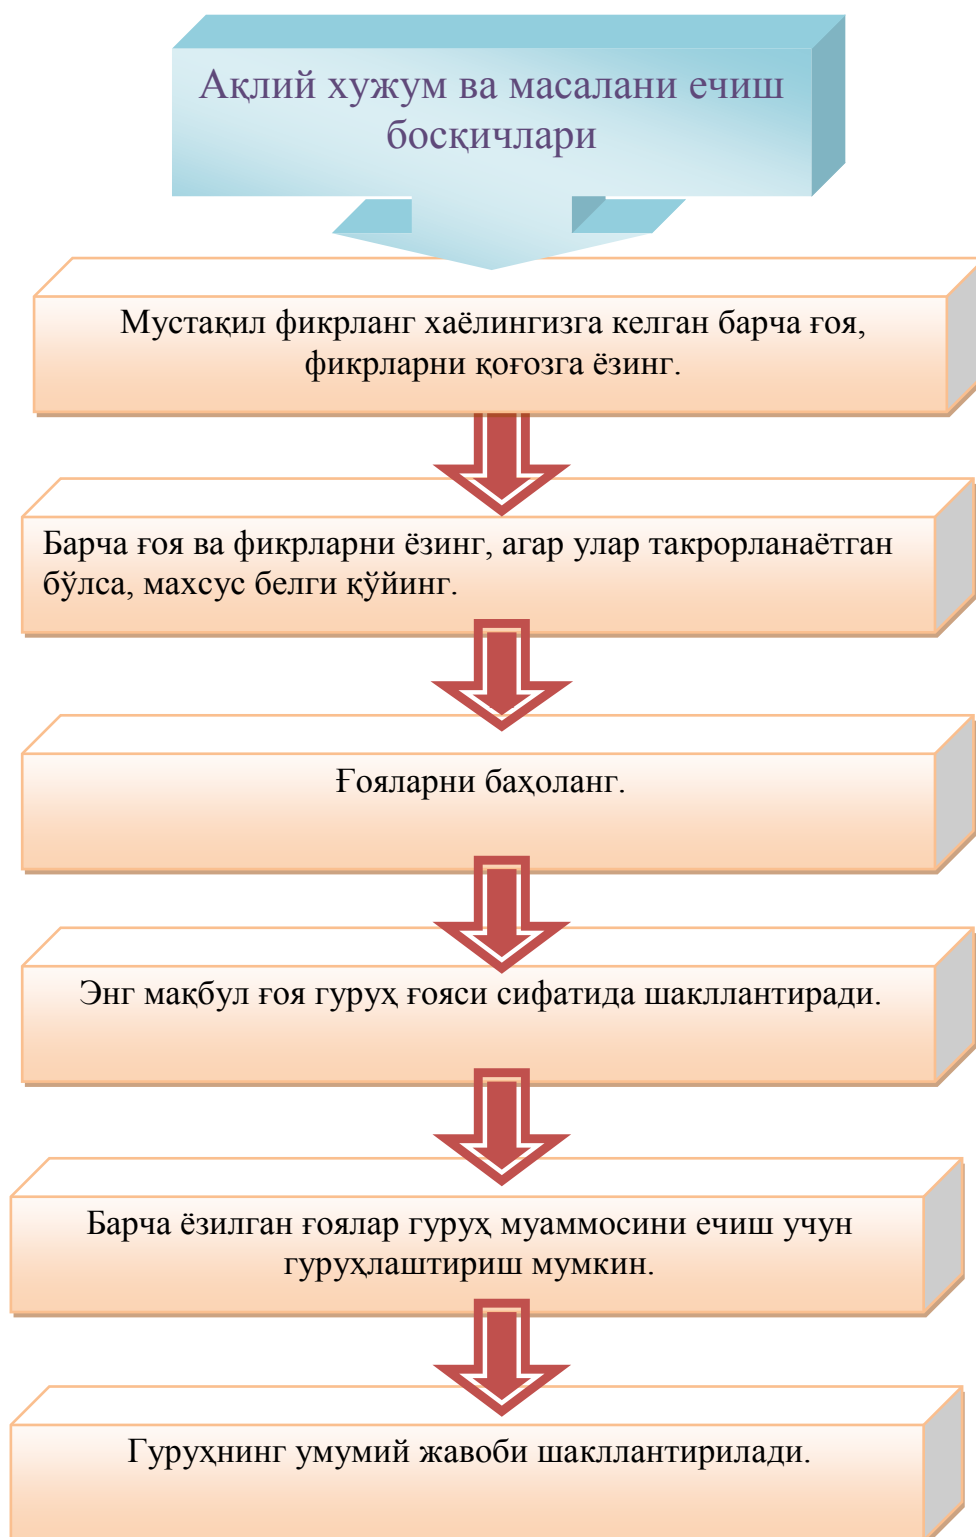 Ақлий хужум ва масалани ечиш
босқичлари
Мустақил фикрланг хаёлингизга келган барча ғоя,
фикрларни қоғозга ёзинг.
Барча ғоя ва фикрларни ёзинг, агар улар такрорланаётган
бўлса, махсус белги қўйинг.
Ғояларни баҳоланг.
Энг мақбул ғоя гуруҳ ғояси сифатида шакллантиради.
Барча ёзилган ғоялар гуруҳ муаммосини ечиш учун
гуруҳлаштириш мумкин.
Гуруҳнинг умумий жавоби шакллантирилади.